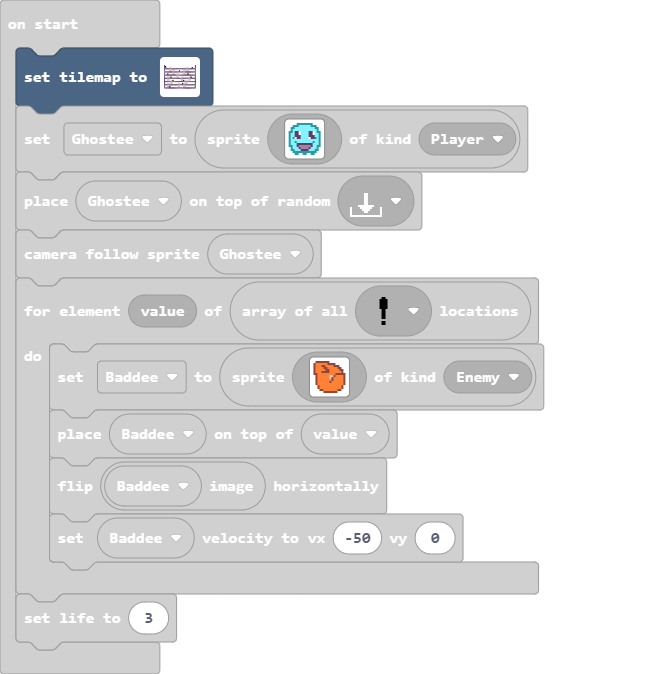 on start
set tilemap to
set Ghostee to sprite of kind Player
place Ghostee on top of random
camera follow sprite Ghostee
for element value of array of all locations
do
set Baddee to sprite of kind Enemy
place Baddee on top of value
flip Baddee image horizontally
set Baddee velocity to vx -50 vy 0
set life to 3